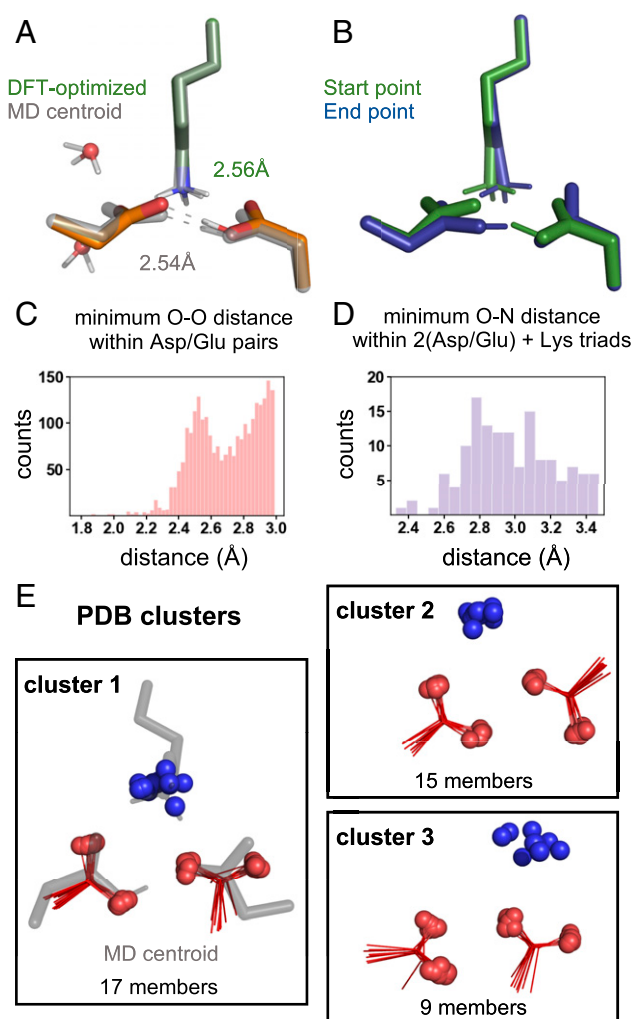 A
DFT-optimized
MD centroid
2.56Å
2.54Å
B
Start point
End point
C
minimum O-O distance
within Asp/Glu pairs
counts
150
100
50
1.8 2.0 2.2 2.4 2.6 2.8 3.0
distance (Å)
D
minimum O-N distance
within 2(Asp/Glu) + Lys triads
counts
20
15
10
5
2.4 2.6 2.8 3.0 3.2 3.4
distance (Å)
E
PDB clusters
cluster 1
MD centroid
17 members
cluster 2
15 members
cluster 3
9 members